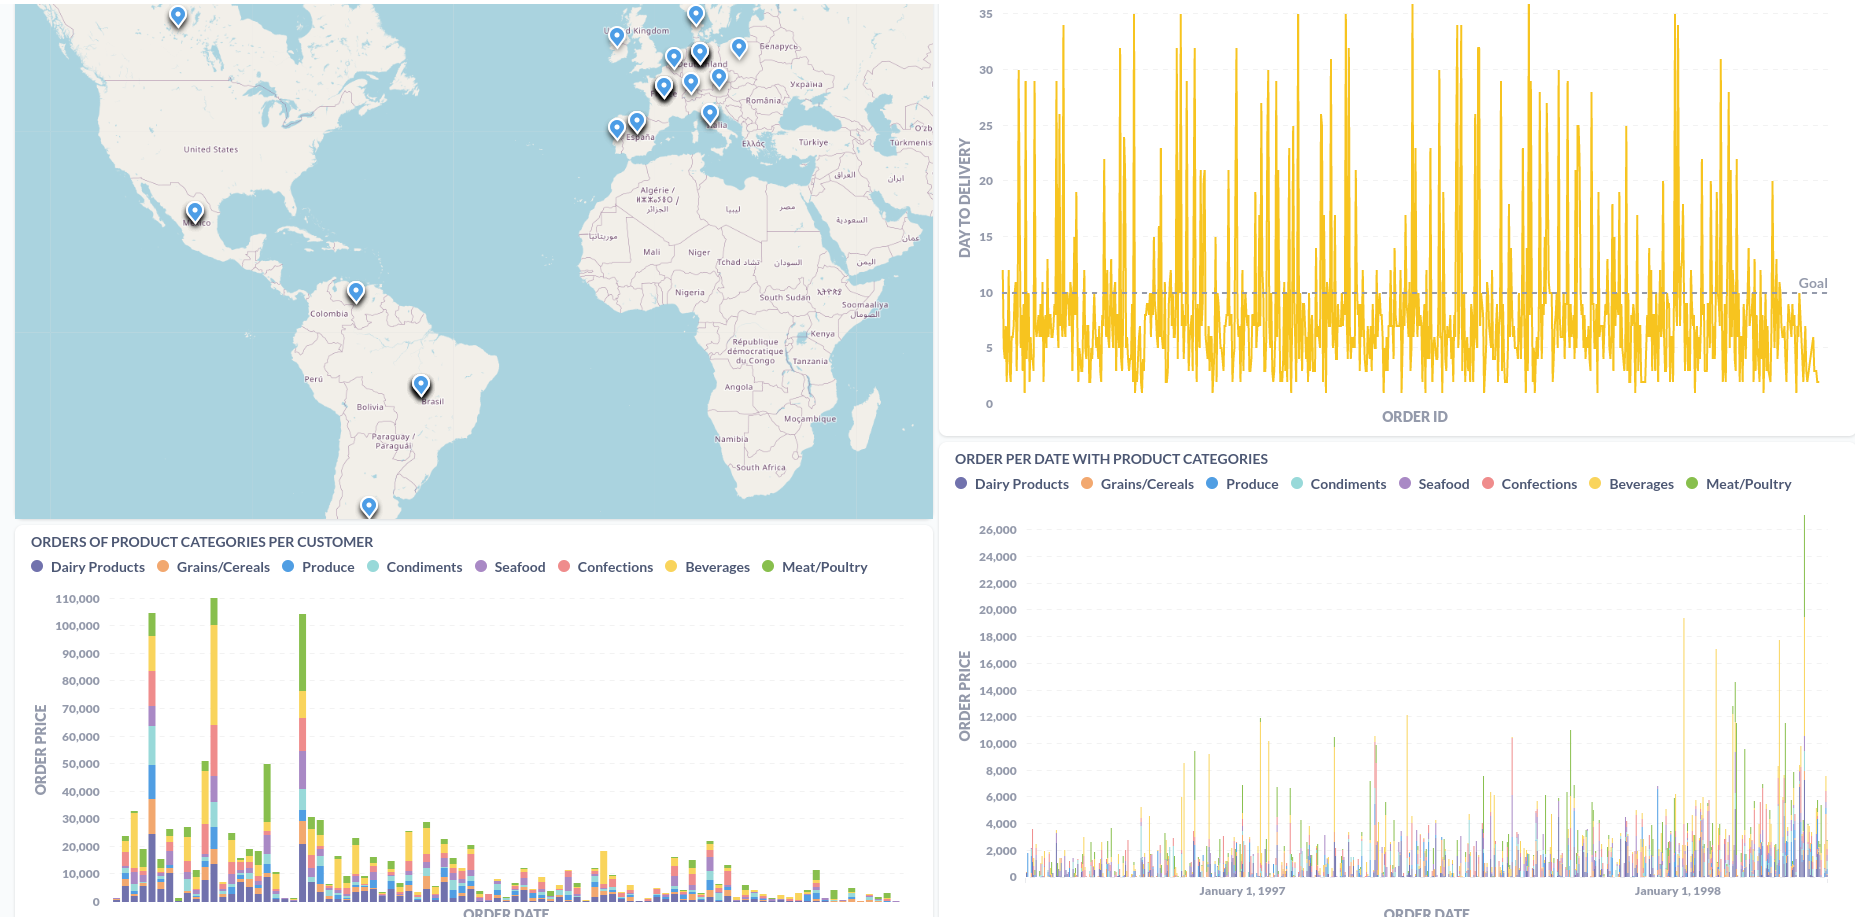 United Kingdom
Беларусь
Deutschland
Україна
România
Italia
España
Ελλάς
Türkiye
O'zb
Türkmenis
United States
México
العراق
ایران
Algérie /
ⵍⵣⵣⴰⵢⴻⵔ /
الجزائر
ليبيا
مصر
السعودية
موريتانيا
عمان
Mali
Niger
Tchad تشاد
السودان
اليمن
Nigeria
South Sudan
ኢትዮጵያ
Soomaaliya
الصومال
Colombia
Kenya
République
démocratique
du Congo
Tanzania
Perú
Angola
Brasil
Bolivia
Moçambique
Paraguay /
Paraguái
Namibia
South Africa
35
30
25
20
15
10
5
0
DAY TO DELIVERY
Goal
ORDER ID
ORDERS OF PRODUCT CATEGORIES PER CUSTOMER
Dairy Products Grains/Cereals Produce Condiments Seafood Confections Beverages Meat/Poultry
110,000
100,000
90,000
80,000
70,000
60,000
50,000
40,000
30,000
20,000
10,000
0
ORDER PRICE
ORDER DATE
ORDER PER DATE WITH PRODUCT CATEGORIES
Dairy Products Grains/Cereals Produce Condiments Seafood Confections Beverages Meat/Poultry
26,000
24,000
22,000
20,000
18,000
16,000
14,000
12,000
10,000
8,000
6,000
4,000
2,000
0
ORDER PRICE
January 1, 1997 January 1, 1998
ORDER DATE